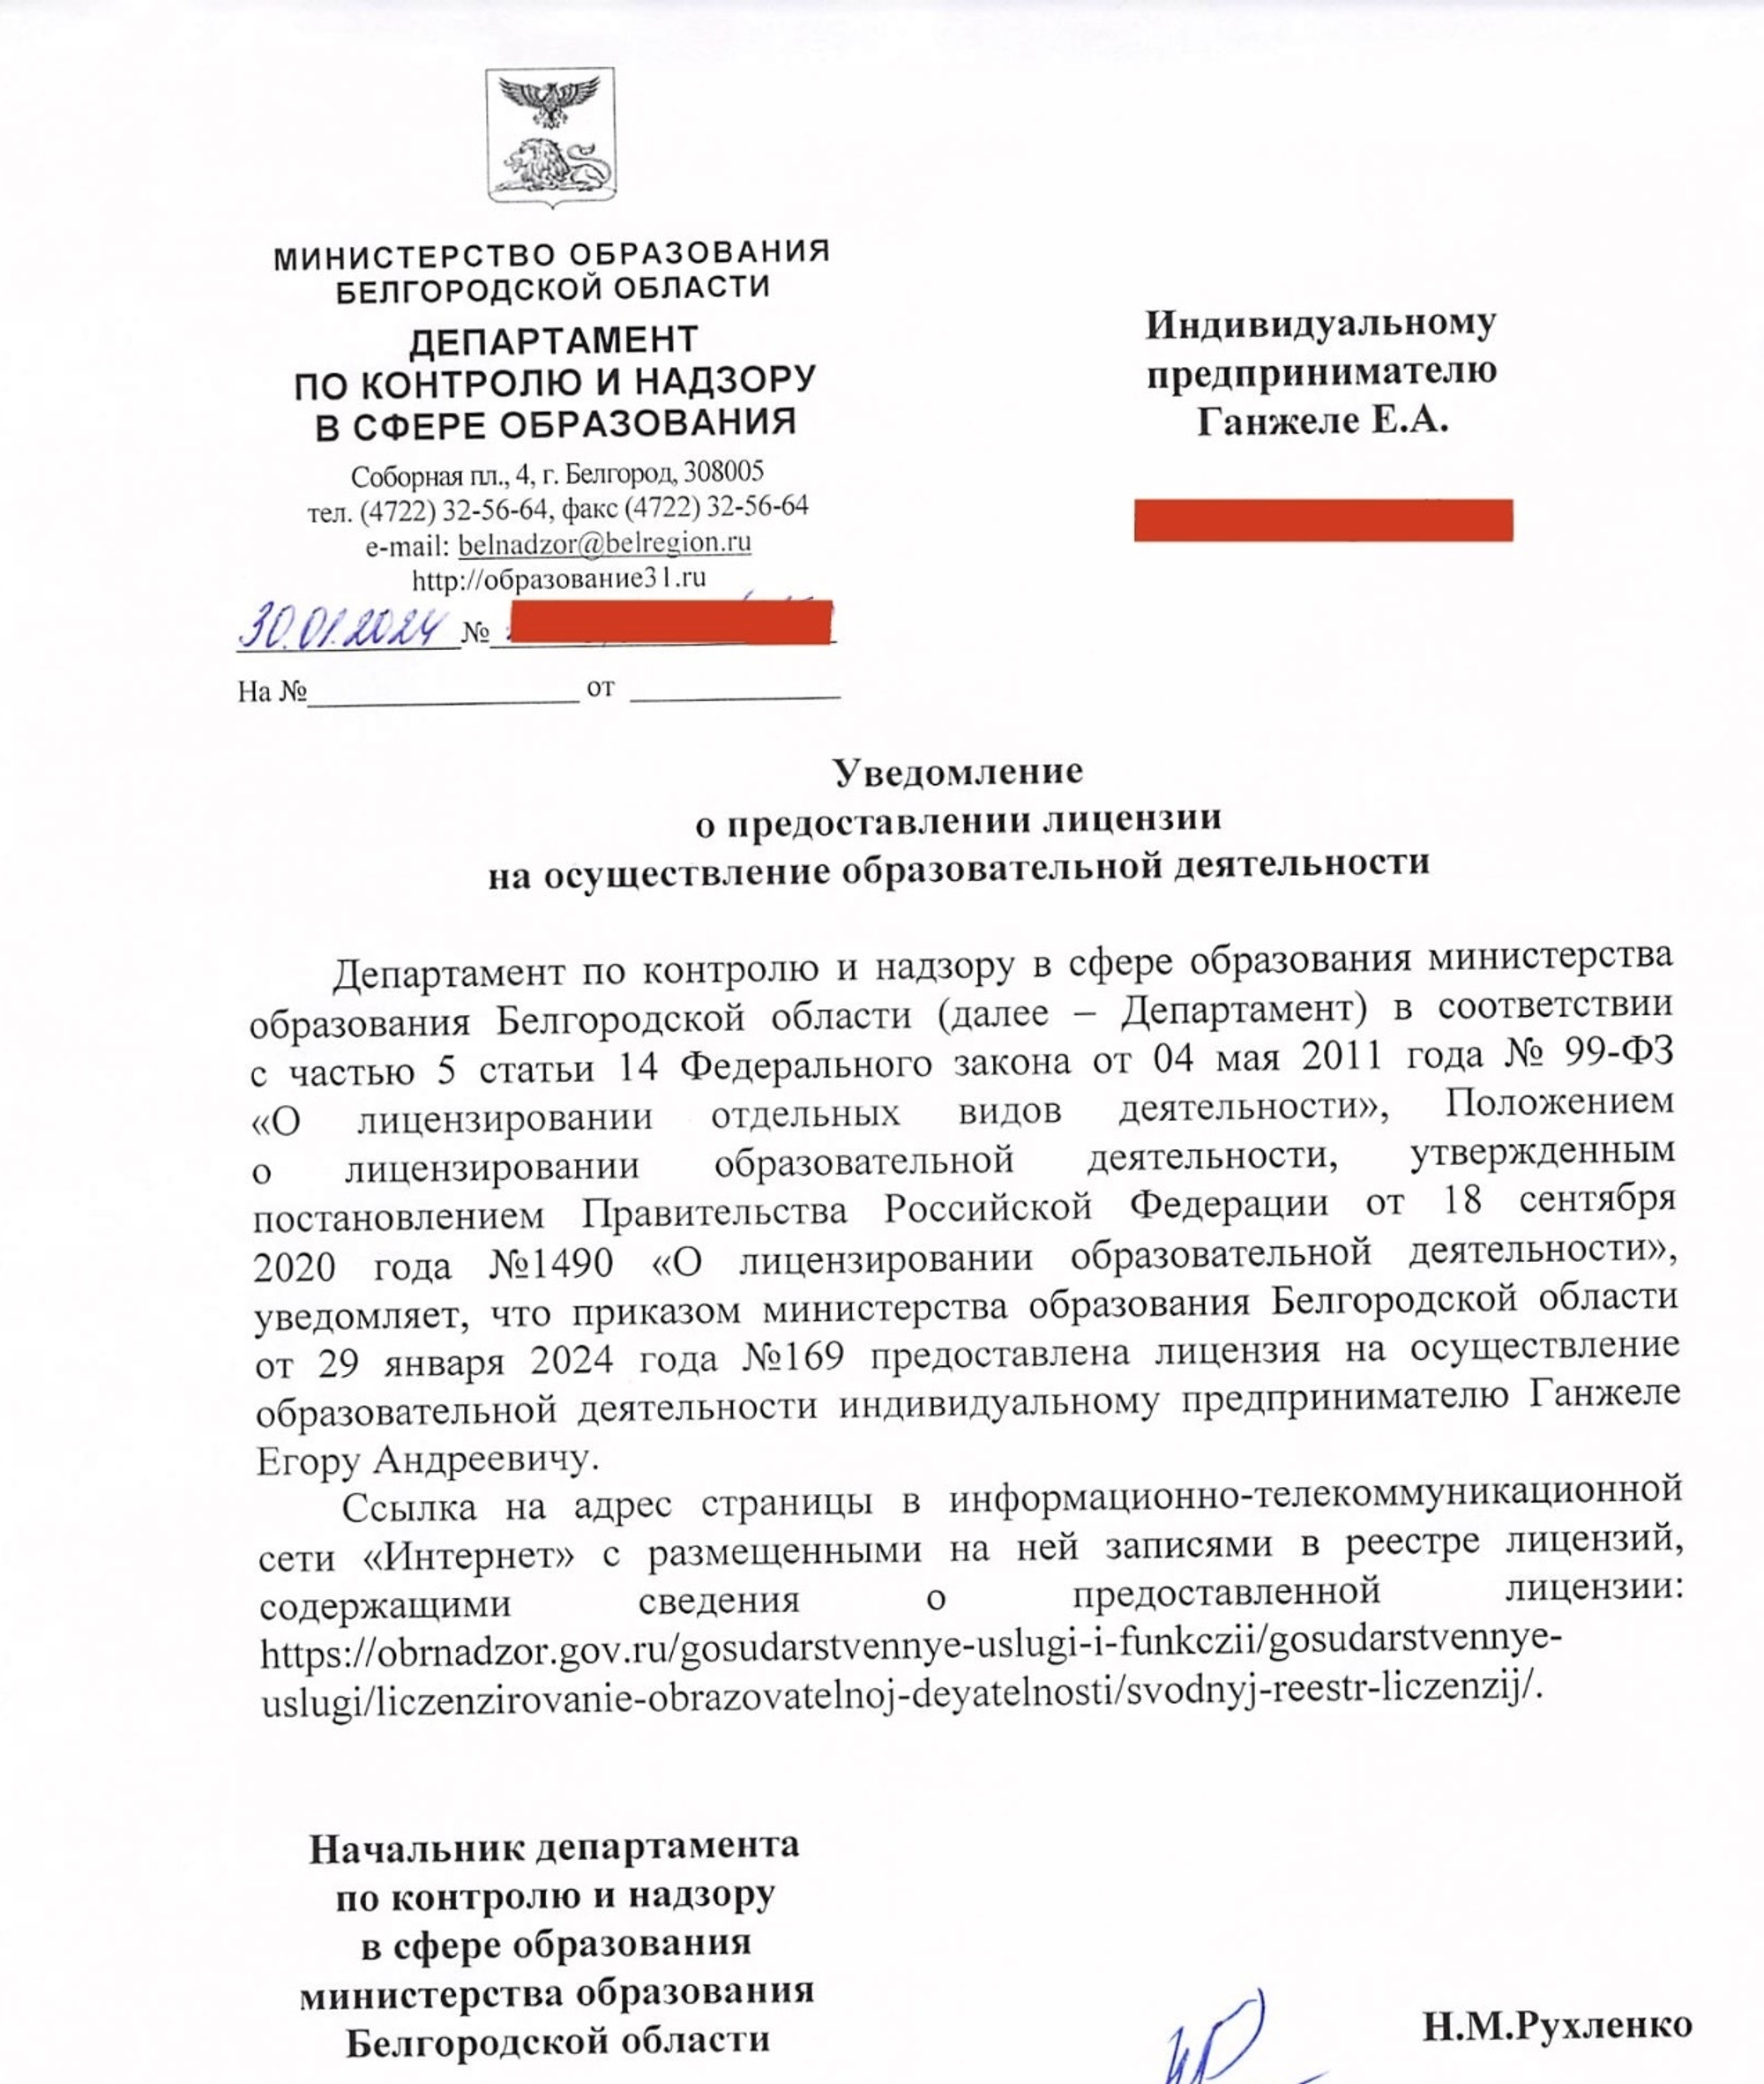 МИНИСТЕРСТВО ОБРАЗОВАНИЯ
БЕЛГОРОДСКОЙ ОБЛАСТИ
ДЕПАРТАМЕНТ
ПО КОНТРОЛЮ И НАДЗОРУ
В СФЕРЕ ОБРАЗОВАНИЯ
Соборная пл., 4, г. Белгород, 308005
тел. (4722) 32-56-64, факс (4722) 32-56-64
e-mail: belnadzor@belregion.ru
http://образование31.ru
30.01.2024 №
На № от
Индивидуальному
предпринимателю
Ганжеле Е.А.
Уведомление
о предоставлении лицензии
на осуществление образовательной деятельности
Департамент по контролю и надзору в сфере образования министерства
образования Белгородской области (далее – Департамент) в соответствии
с частью 5 статьи 14 Федерального закона от 04 мая 2011 года № 99-ФЗ
«О лицензировании отдельных видов деятельности», Положением
о лицензировании образовательной деятельности, утвержденным
постановлением Правительства Российской Федерации от 18 сентября
2020 года №1490 «О лицензировании образовательной деятельности»,
уведомляет, что приказом министерства образования Белгородской области
от 29 января 2024 года №169 предоставлена лицензия на осуществление
образовательной деятельности индивидуальному предпринимателю Ганжеле
Егору Андреевичу.
Ссылка на адрес страницы в информационно-телекоммуникационной
сети «Интернет» с размещенными на ней записями в реестре лицензий,
содержащими сведения о предоставленной лицензии:
https://obrnadzor.gov.ru/gosudarstvennye-uslugi-i-funkczii/gosudarstvennye-
uslugi/liczenzirovanie-obrazovatelnoj-deyatelnosti/svodnyj-reestr-liczenzij/.
Начальник департамента
по контролю и надзору
в сфере образования
министерства образования
Белгородской области
Н.М.Рухленко